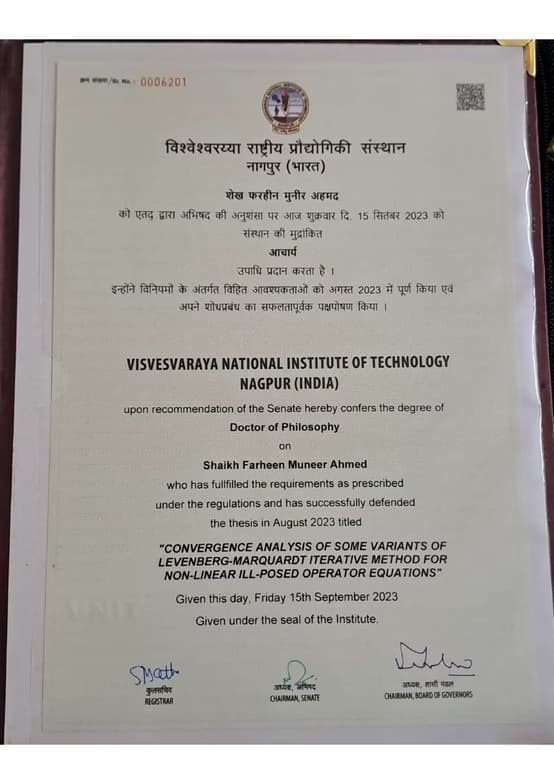 क्रम संख्या/Sr. No. : 0006201
विश्वेश्वरय्या राष्ट्रीय प्रौद्योगिकी संस्थान
नागपुर (भारत)
शेख फरहीन मुनीर अहमद
को एतद् द्वारा अभिषद की अनुशंसा पर आज शुक्रवार दि. 15 सितंबर 2023 को
संस्थान की मुद्रांकित
आचार्य
उपाधि प्रदान करता है ।
इन्होंने विनियमों के अंतर्गत विहित आवश्यकताओं को अगस्त 2023 में पूर्ण किया एवं
अपने शोधप्रबंध का सफलतापूर्वक पक्षपोषण किया ।
VISVESVARAYA NATIONAL INSTITUTE OF TECHNOLOGY
NAGPUR (INDIA)
upon recommendation of the Senate hereby confers the degree of
Doctor of Philosophy
on
Shaikh Farheen Muneer Ahmed
who has fullfilled the requirements as prescribed
under the regulations and has successfully defended
the thesis in August 2023 titled
"CONVERGENCE ANALYSIS OF SOME VARIANTS OF
LEVENBERG-MARQUARDT ITERATIVE METHOD FOR
NON-LINEAR ILL-POSED OPERATOR EQUATIONS"
Given this day, Friday 15th September 2023
Given under the seal of the Institute.
कुलसचिव
REGISTRAR
अध्यक्ष, अभिषद
CHAIRMAN, SENATE
अध्यक्ष, शासी मंडल
CHAIRMAN, BOARD OF GOVERNORS